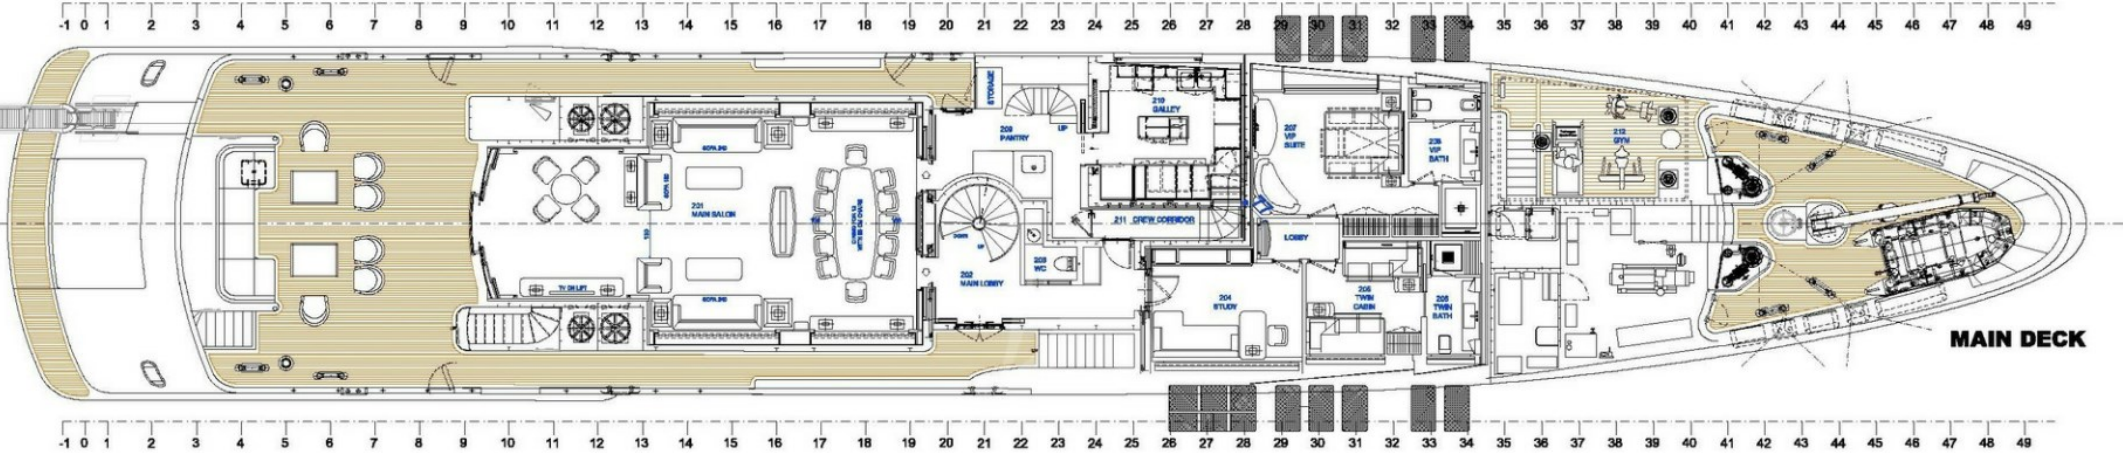 -1 0 1 2 3 4 5 6 7 8 9 10 11 12 13 14 15 16 17 18 19 20 21 22 23 24 25 26 27 28 29 30 31 32 33 34 35 36 37 38 39 40 41 42 43 44 45 46 47 48 49
STORAGE
210
GALLEY
209
PANTRY
UP
207
VIP
SUITE
208
VIP
BATH
212
GYM
201
MAIN SALON
211 CREW CORRIDOR
LOBBY
DOWN
UP
203
WC
202
MAIN LOBBY
TV ON LIFT
204
STUDY
205
TWIN
CABIN
206
TWIN
BATH
MAIN DECK
-1 0 1 2 3 4 5 6 7 8 9 10 11 12 13 14 15 16 17 18 19 20 21 22 23 24 25 26 27 28 29 30 31 32 33 34 35 36 37 38 39 40 41 42 43 44 45 46 47 48 49